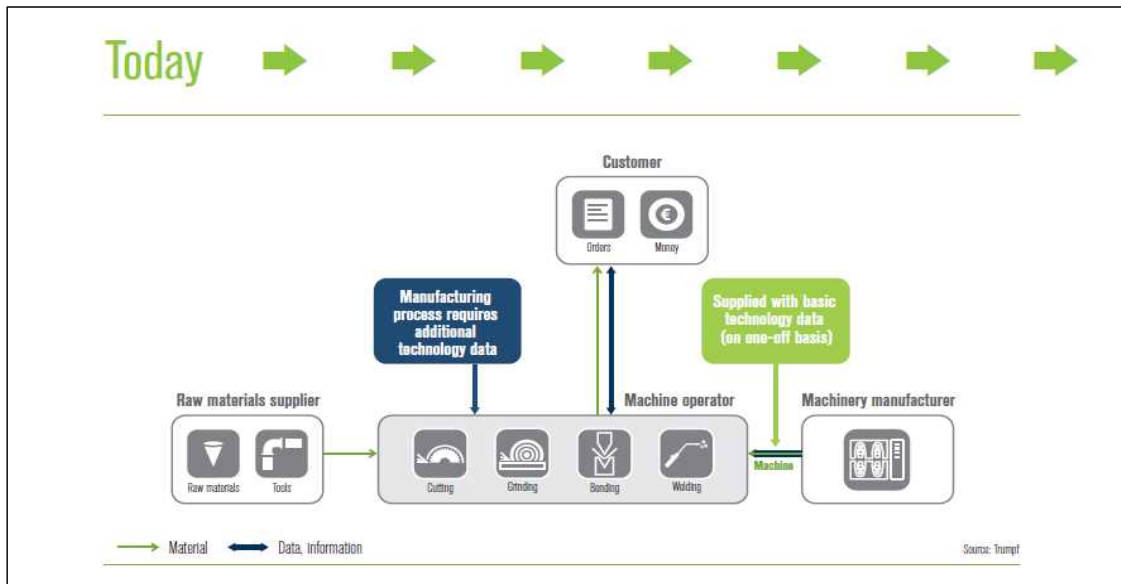 Today
Customer
Orders
Money
Manufacturing
process requires
additional
technology data
Supplied with basic
technology data
(on one-off basis)
Raw materials supplier
Machine operator
Machinery manufacturer
Raw materials
Tools
Cutting
Grinding
Bending
Welding
Machine
Material
Data, information
Source: Trumpf